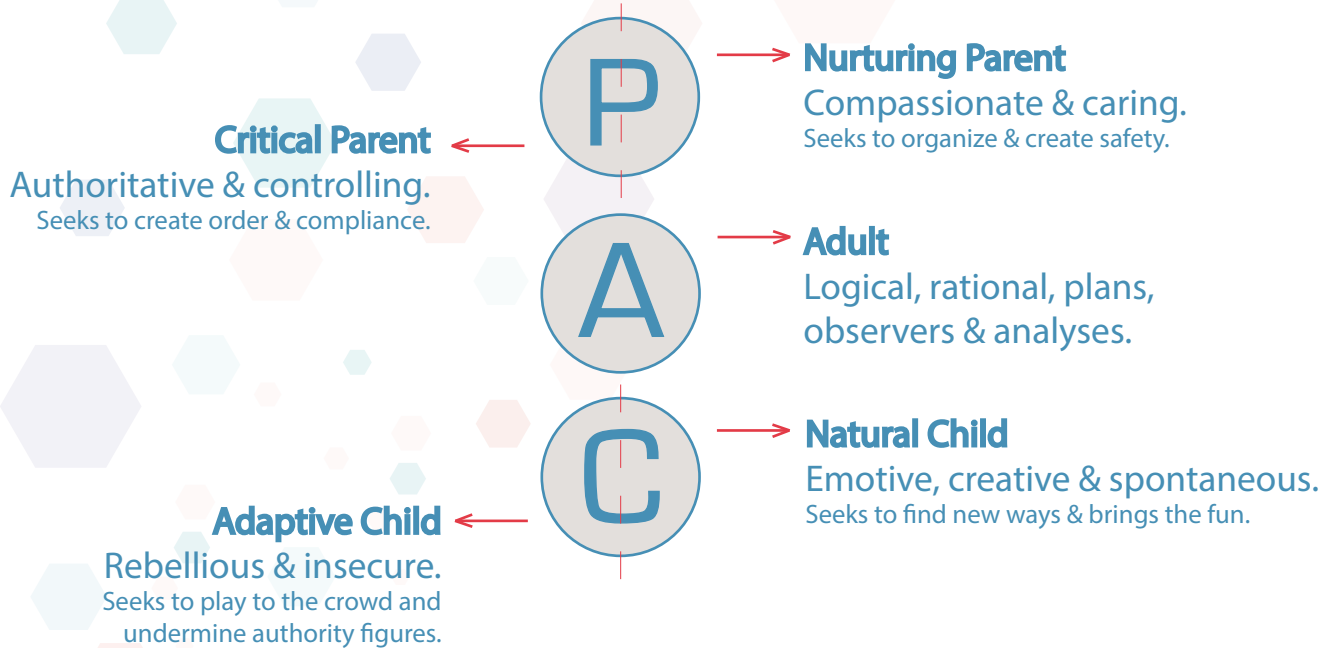 P
Nurturing Parent
Compassionate & caring.
Seeks to organize & create safety.
Critical Parent
Authoritative & controlling.
Seeks to create order & compliance.
A
Adult
Logical, rational, plans,
observers & analyses.
C
Natural Child
Emotive, creative & spontaneous.
Seeks to find new ways & brings the fun.
Adaptive Child
Rebellious & insecure.
Seeks to play to the crowd and
undermine authority figures.